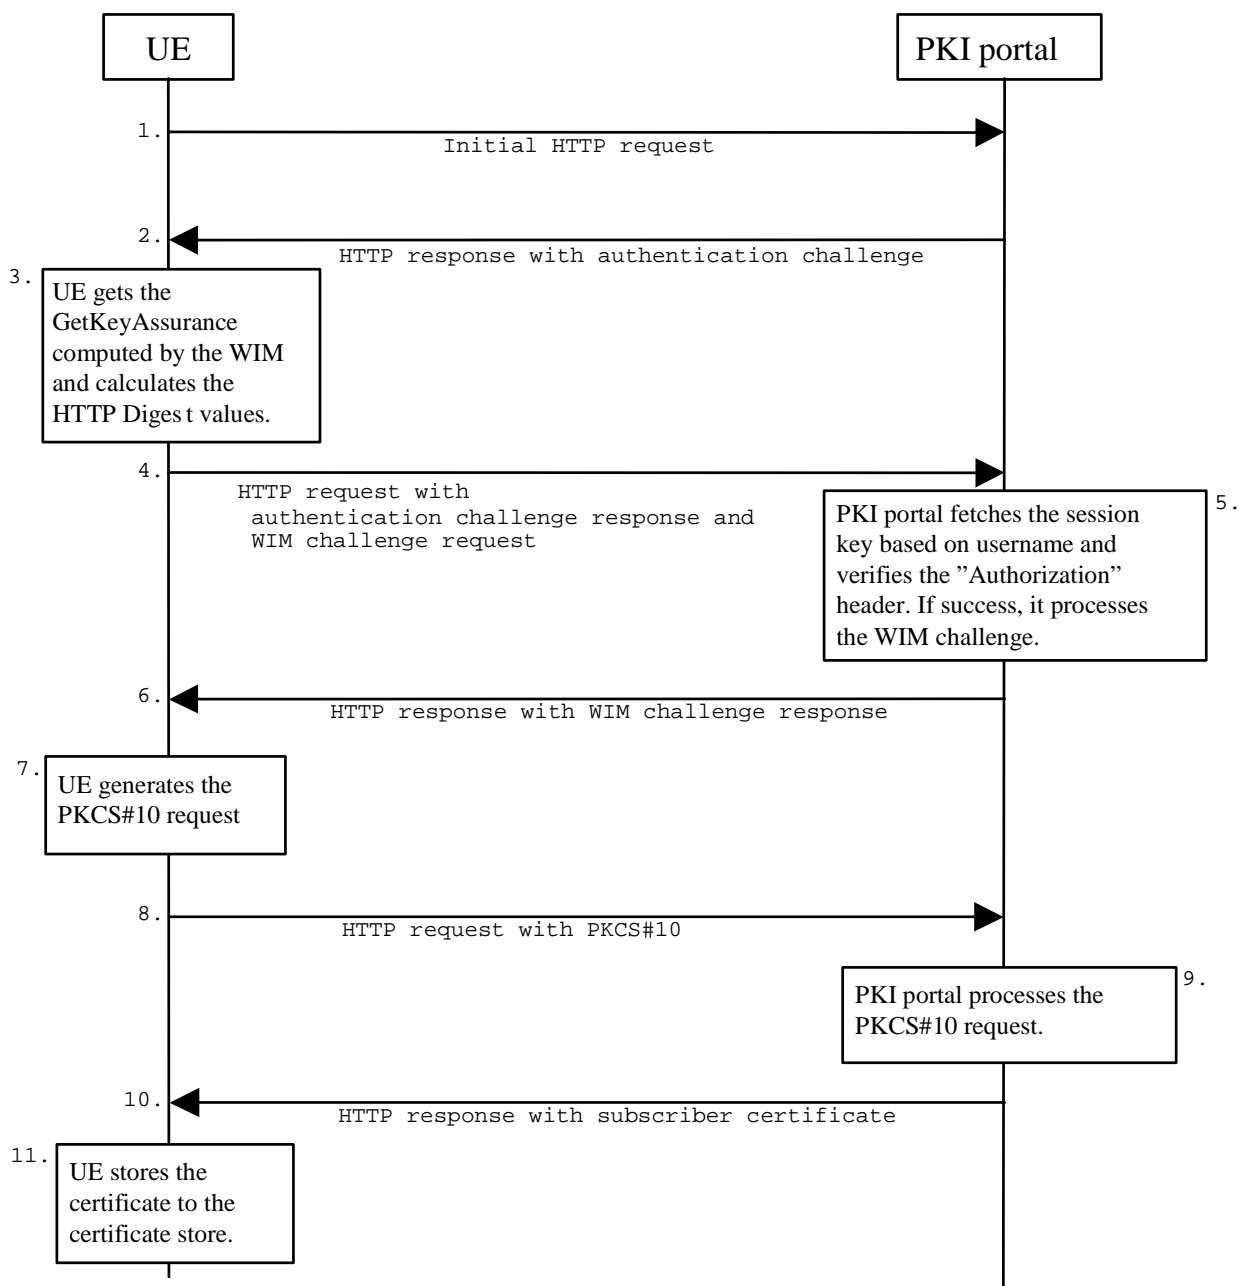 UE
PKI portal
1.
Initial HTTP request
2.
HTTP response with authentication challenge
3.
UE gets the
GetKeyAssurance
computed by the WIM
and calculates the
HTTP Digest values.
4.
HTTP request with
authentication challenge response and
WIM challenge request
5.
PKI portal fetches the session
key based on username and
verifies the ”Authorization”
header. If success, it processes
the WIM challenge.
6.
HTTP response with WIM challenge response
7.
UE generates the
PKCS#10 request
8.
HTTP request with PKCS#10
9.
PKI portal processes the
PKCS#10 request.
10.
HTTP response with subscriber certificate
11.
UE stores the
certificate to the
certificate store.